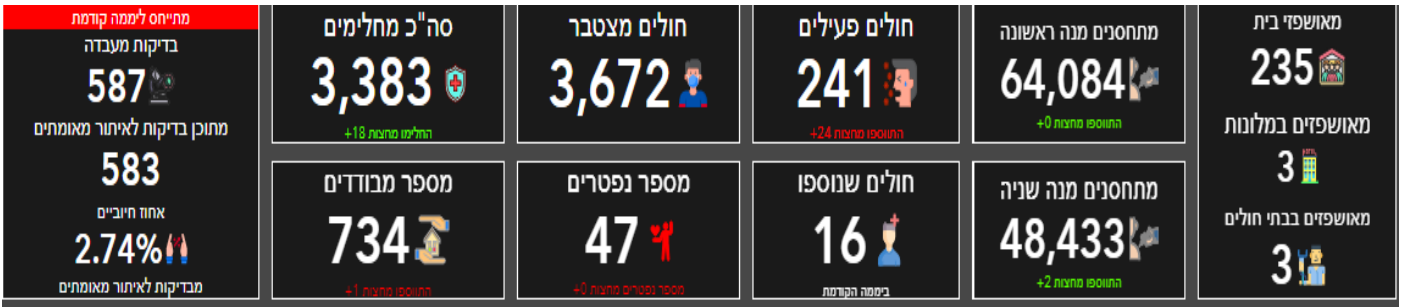 מאושפזי בית
235
מאושפזים במלונות
3
מאושפזים בבתי חולים
3
מתחסנים מנה ראשונה
64,084
התווספו מחצות 0+
מתחסנים מנה שניה
48,433
התווספו מחצות 2+
חולים פעילים
241
התווספו מחצות 24+
חולים שנוספו
16
ביממה הקודמת
חולים מצטבר
3,672
מספר נפטרים
47
מספר נפטרים מחצות 0+
סה"כ מחלימים
3,383
החלימו מחצות 18+
מספר מבודדים
734
התווספו מחצות 1+
מתייחס ליממה קודמת
בדיקות מעבדה
587
מתוכן בדיקות לאיתור מאומתים
583
אחוז חיוביים
2.74%
מבדיקות לאיתור מאומתים